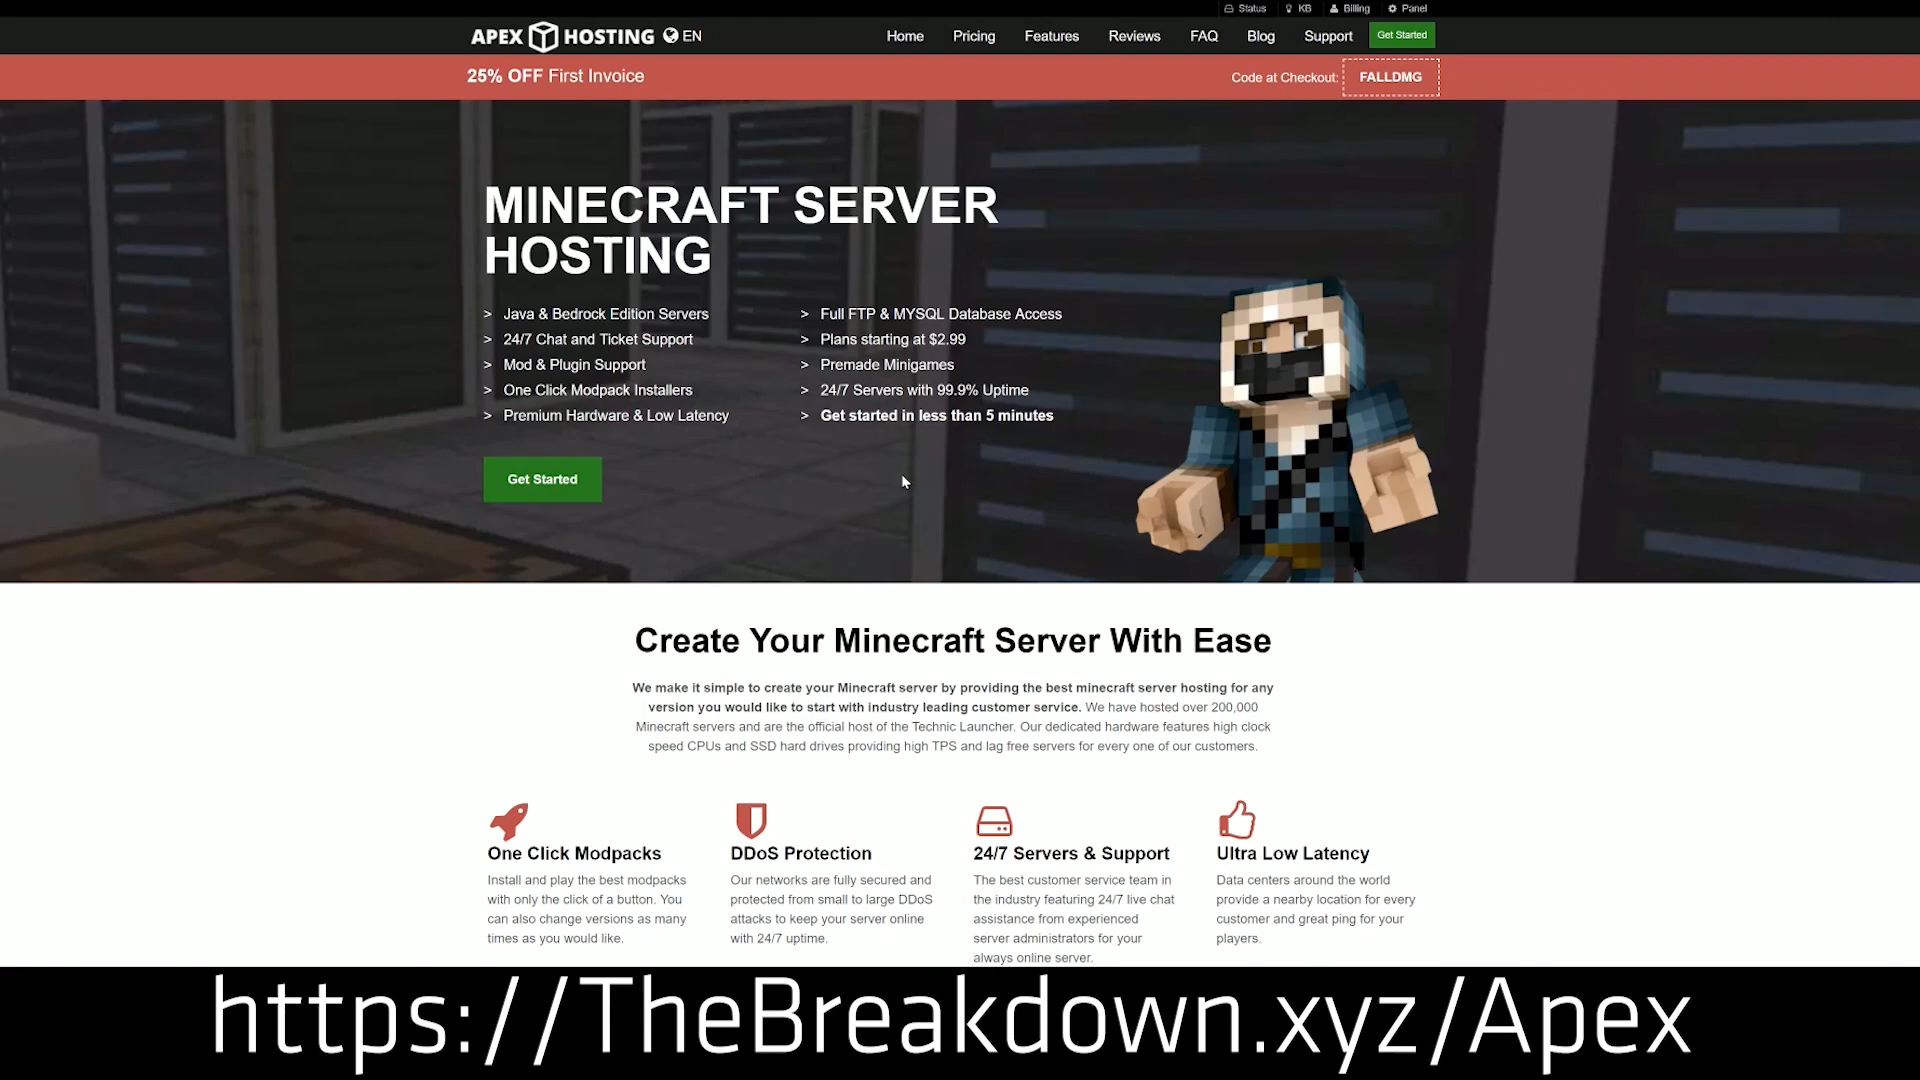 Status KB Billing Panel
APEX HOSTING EN Home Pricing Features Reviews FAQ Blog Support Get Started
25% OFF First Invoice Code at Checkout: FALLDMG
MINECRAFT SERVER
HOSTING
> Java & Bedrock Edition Servers
> 24/7 Chat and Ticket Support
> Mod & Plugin Support
> One Click Modpack Installers
> Premium Hardware & Low Latency
> Full FTP & MYSQL Database Access
> Plans starting at $2.99
> Premade Minigames
> 24/7 Servers with 99.9% Uptime
> Get started in less than 5 minutes
Get Started
Create Your Minecraft Server With Ease
We make it simple to create your Minecraft server by providing the best minecraft server hosting for any
version you would like to start with industry leading customer service. We have hosted over 200,000
Minecraft servers and are the official host of the Technic Launcher. Our dedicated hardware features high clock
speed CPUs and SSD hard drives providing high TPS and lag free servers for every one of our customers.
One Click Modpacks
Install and play the best modpacks
with only the click of a button. You
can also change versions as many
times as you would like.
DDoS Protection
Our networks are fully secured and
protected from small to large DDoS
attacks to keep your server online
with 24/7 uptime.
24/7 Servers & Support
The best customer service team in
the industry featuring 24/7 live chat
assistance from experienced
server administrators for your
always online server.
Ultra Low Latency
Data centers around the world
provide a nearby location for every
customer and great ping for your
players.
https://TheBreakdown.xyz/Apex